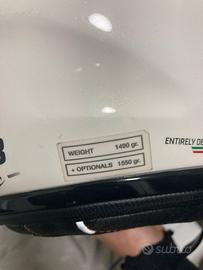 WEIGHT 1490 gr.
+ OPTIONALS 1550 gr.
ENTIRELY DE
subito